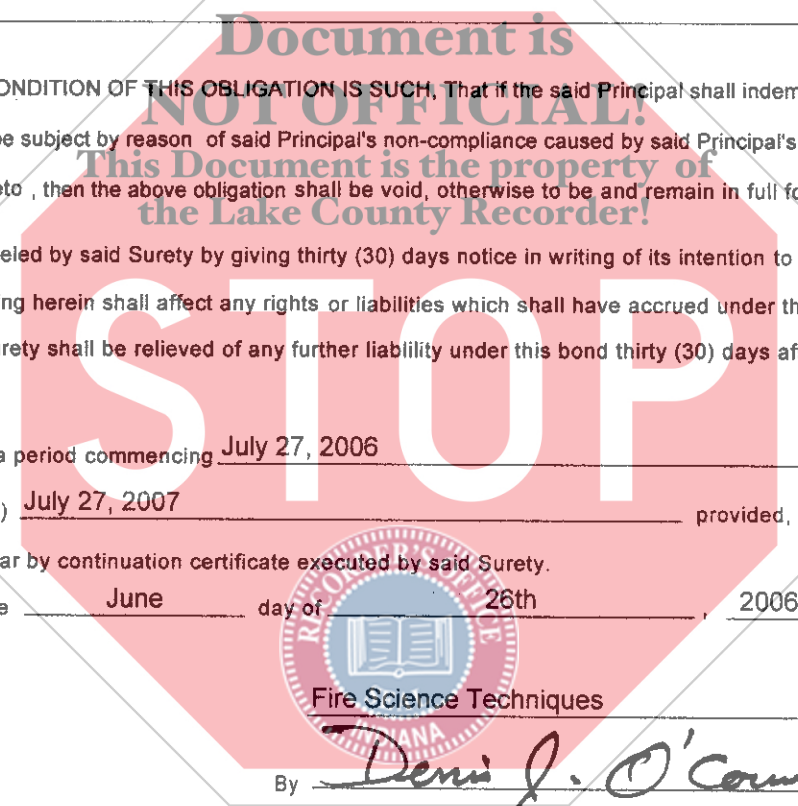 Document is
ONDITION OF THIS OBLIGATION IS SUCH, That if the said Principal shall indem
NOT OFFICIAL!
be subject by reason of said Principal's non-compliance caused by said Principal's
This Document is the property of
eto , then the above obligation shall be void, otherwise to be and remain in full fo
the Lake County Recorder!
eled by said Surety by giving thirty (30) days notice in writing of its intention to
ing herein shall affect any rights or liabilities which shall have accrued under th
rety shall be relieved of any further liablility under this bond thirty (30) days af
STOP
a period commencing July 27, 2006
) July 27, 2007 provided,
ar by continuation certificate executed by said Surety.
e June day of 26th , 2006
RECORDER'S OFFICE
Fire Science Techniques
INDIANA
By Denis J. O'Conn